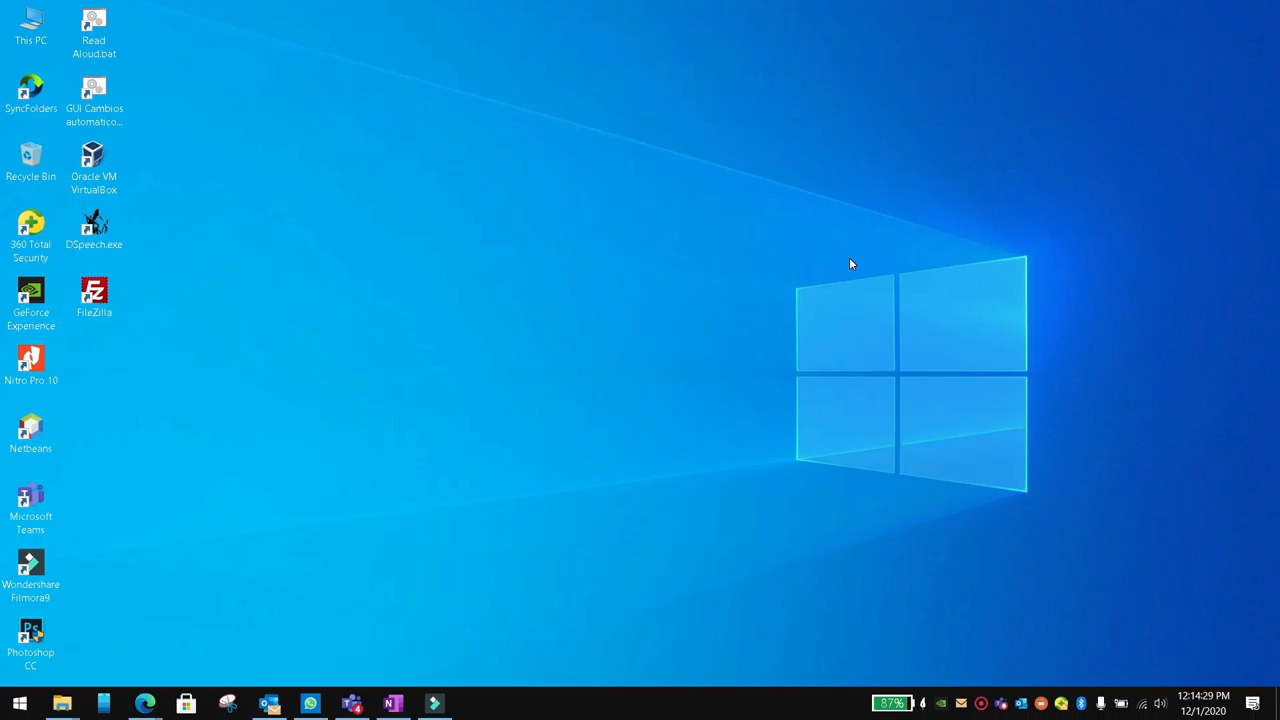 This PC
Read
Aloud.bat
SyncFolders
GUI Cambios
automatico...
Recycle Bin
Oracle VM
VirtualBox
360 Total
Security
DSpeech.exe
GeForce
Experience
FileZilla
Nitro Pro 10
Netbeans
Microsoft
Teams
Wondershare
Filmora9
Ps
Photoshop
CC
4
87%
12:14:29 PM
12/1/2020